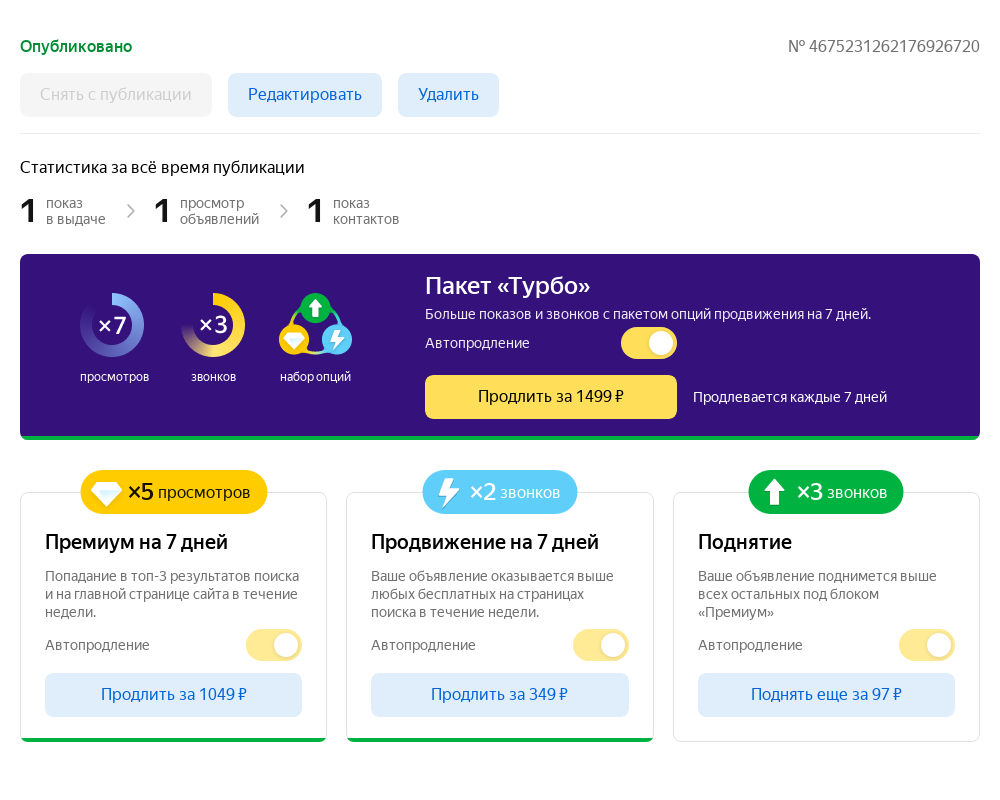 Опубликовано
№ 4675231262176926720
Снять с публикации
Редактировать
Удалить
Статистика за всё время публикации
1 показ в выдаче
1 просмотр объявлений
1 показ контактов
×7
просмотров
×3
звонков
набор опций
Пакет «Турбо»
Больше показов и звонков с пакетом опций продвижения на 7 дней.
Автопродление
Продлить за 1499 ₽
Продлевается каждые 7 дней
×5 просмотров
Премиум на 7 дней
Попадание в топ-3 результатов поиска
и на главной странице сайта в течение
недели.
Автопродление
Продлить за 1049 ₽
×2 звонков
Продвижение на 7 дней
Ваше объявление оказывается выше
любых бесплатных на страницах
поиска в течение недели.
Автопродление
Продлить за 349 ₽
×3 звонков
Поднятие
Ваше объявление поднимется выше
всех остальных под блоком
«Премиум»
Автопродление
Поднять еще за 97 ₽